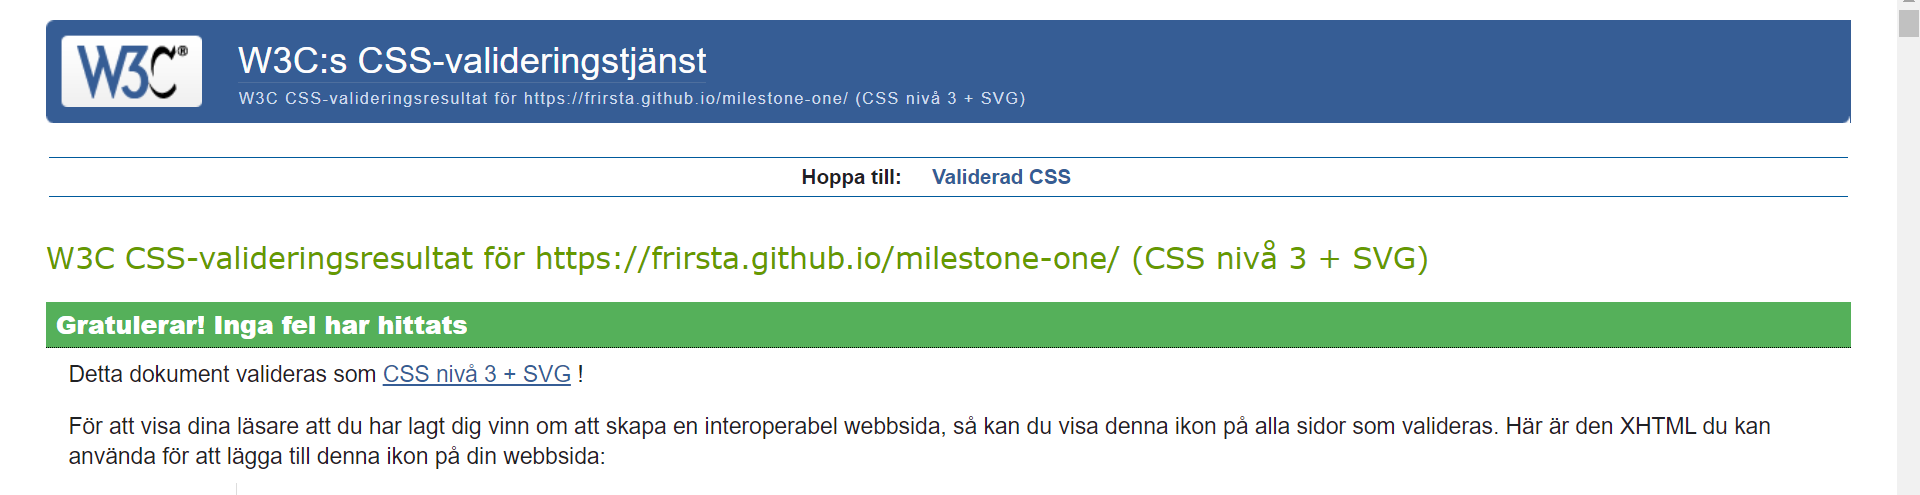 W3C®
W3C:s CSS-valideringstjänst
W3C CSS-valideringsresultat för https://frirsta.github.io/milestone-one/ (CSS nivå 3 + SVG)
Hoppa till: Validerad CSS
W3C CSS-valideringsresultat för https://frirsta.github.io/milestone-one/ (CSS nivå 3 + SVG)
Gratulerar! Inga fel har hittats
Detta dokument valideras som CSS nivå 3 + SVG !
För att visa dina läsare att du har lagt dig vinn om att skapa en interoperabel webbsida, så kan du visa denna ikon på alla sidor som valideras. Här är den XHTML du kan
använda för att lägga till denna ikon på din webbsida: